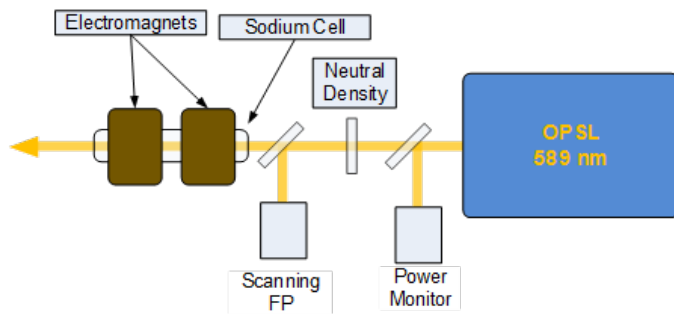 Electromagnets
Sodium Cell
Neutral
Density
OPSL
589 nm
Scanning
FP
Power
Monitor